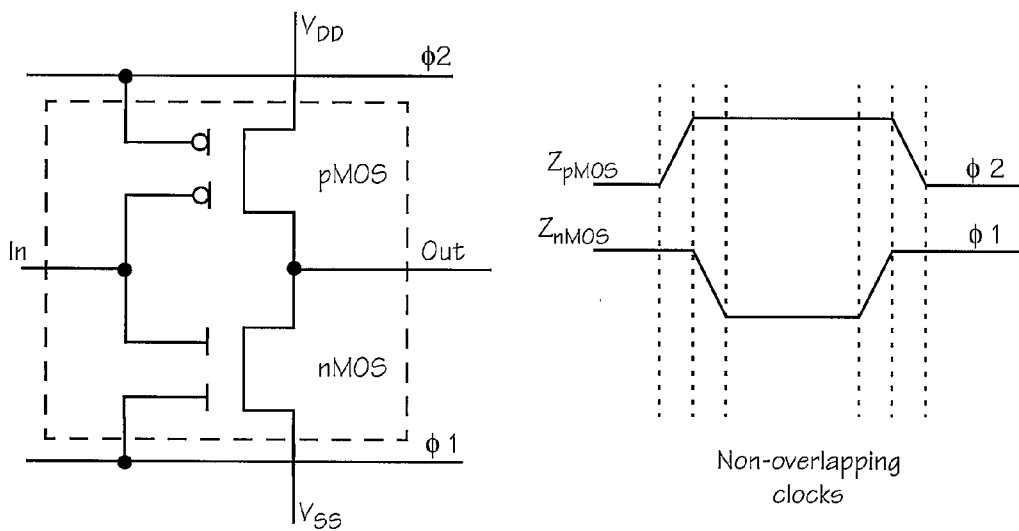 VDD
ϕ2
pMOS
In
Out
nMOS
ϕ1
VSS
ZpMOS
ϕ 2
ZnMOS
ϕ 1
Non-overlapping
clocks